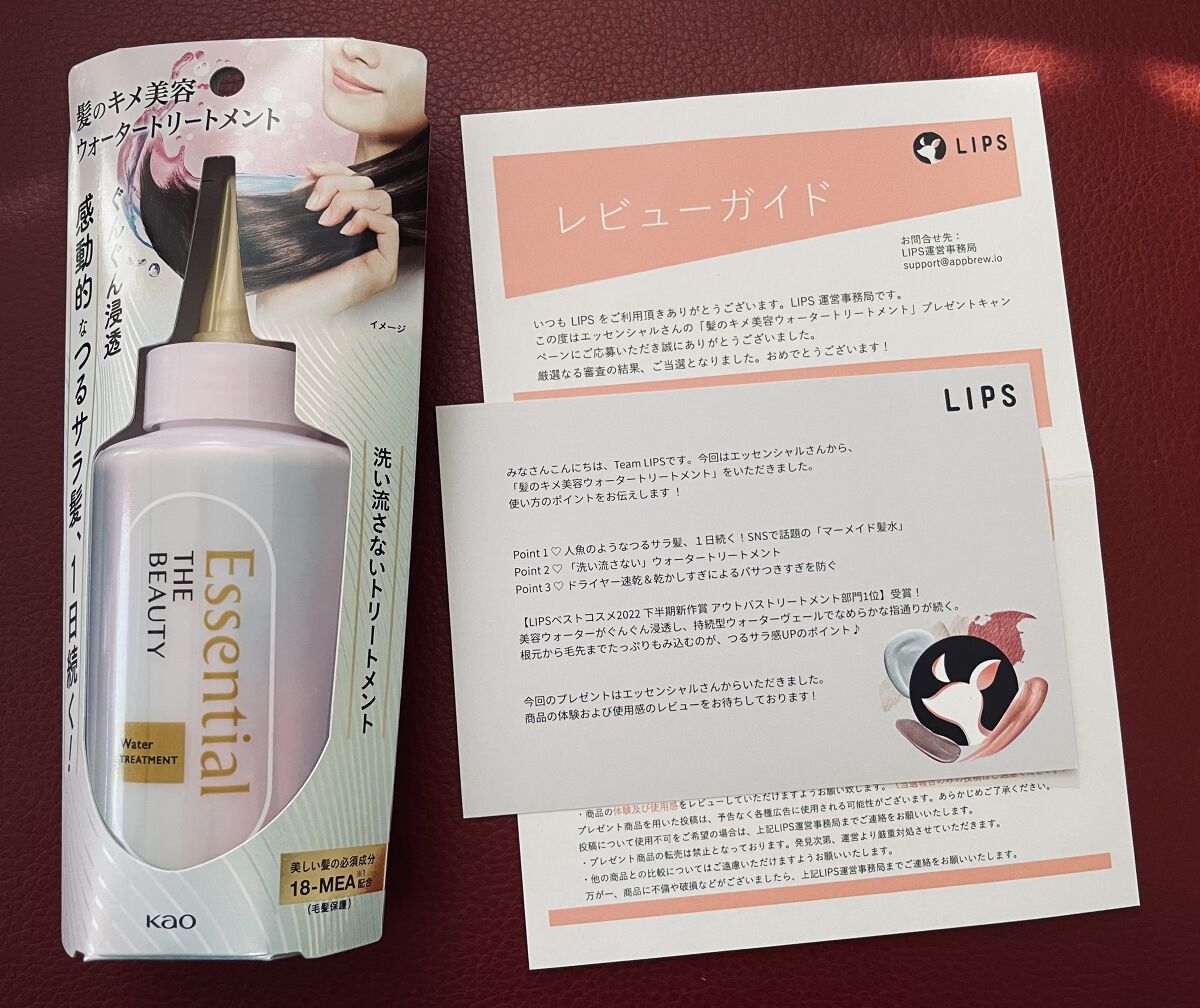 髪のキメ美容
ウォータートリートメント
ぐんぐん浸透
感動的なつるサラ髪、1日続く!
イメージ
洗い流さないトリートメント
Essential
THE
BEAUTY
Water
TREATMENT
美しい髪の必須成分
18-MEA※1配合
(毛髪保護)
Kao
LIPS
レビューガイド
お問合せ先:
LIPS運営事務局
support@appbrew.io
いつも LIPS をご利用頂きありがとうございます。LIPS 運営事務局です。
この度はエッセンシャルさんの「髪のキメ美容ウォータートリートメント」プレゼントキャン
ペーンにご応募いただき誠にありがとうございました。
厳選なる審査の結果、ご当選となりました。おめでとうございます!
LIPS
みなさんこんにちは、Team LIPSです。今回はエッセンシャルさんから、
「髪のキメ美容ウォータートリートメント」をいただきました。
使い方のポイントをお伝えします!
Point 1 ♡ 人魚のようなつるサラ髪、1日続く!SNSで話題の「マーメイド髪水」
Point 2 ♡ 「洗い流さない」ウォータートリートメント
Point 3 ♡ ドライヤー速乾&乾かしすぎによるパサつきすぎを防ぐ
【LIPSベストコスメ2022 下半期新作賞 アウトバストリートメント部門1位】受賞!
美容ウォーターがぐんぐん浸透し、持続型ウォーターヴェールでなめらかな指通りが続く。
根元から毛先までたっぷりもみ込むのが、つるサラ感UPのポイント♪
今回のプレゼントはエッセンシャルさんからいただきました。
商品の体験および使用感のレビューをお待ちしております!
・商品の体験及び使用感をレビューしていただけますようお願い致します。
プレゼント商品を用いた投稿は、予告なく各種広告に使用される可能性がございます。あらかじめご了承ください。
投稿について使用不可をご希望の場合は、上記LIPS運営事務局までご連絡をお願いいたします。
・プレゼント商品の転売は禁止となっております。発見次第、運営より厳重対処させていただきます。
・他の商品との比較についてはご遠慮いただけますようお願いいたします。
万が一、商品に不備や破損などがございましたら、上記LIPS運営事務局までご連絡をお願いいたします。